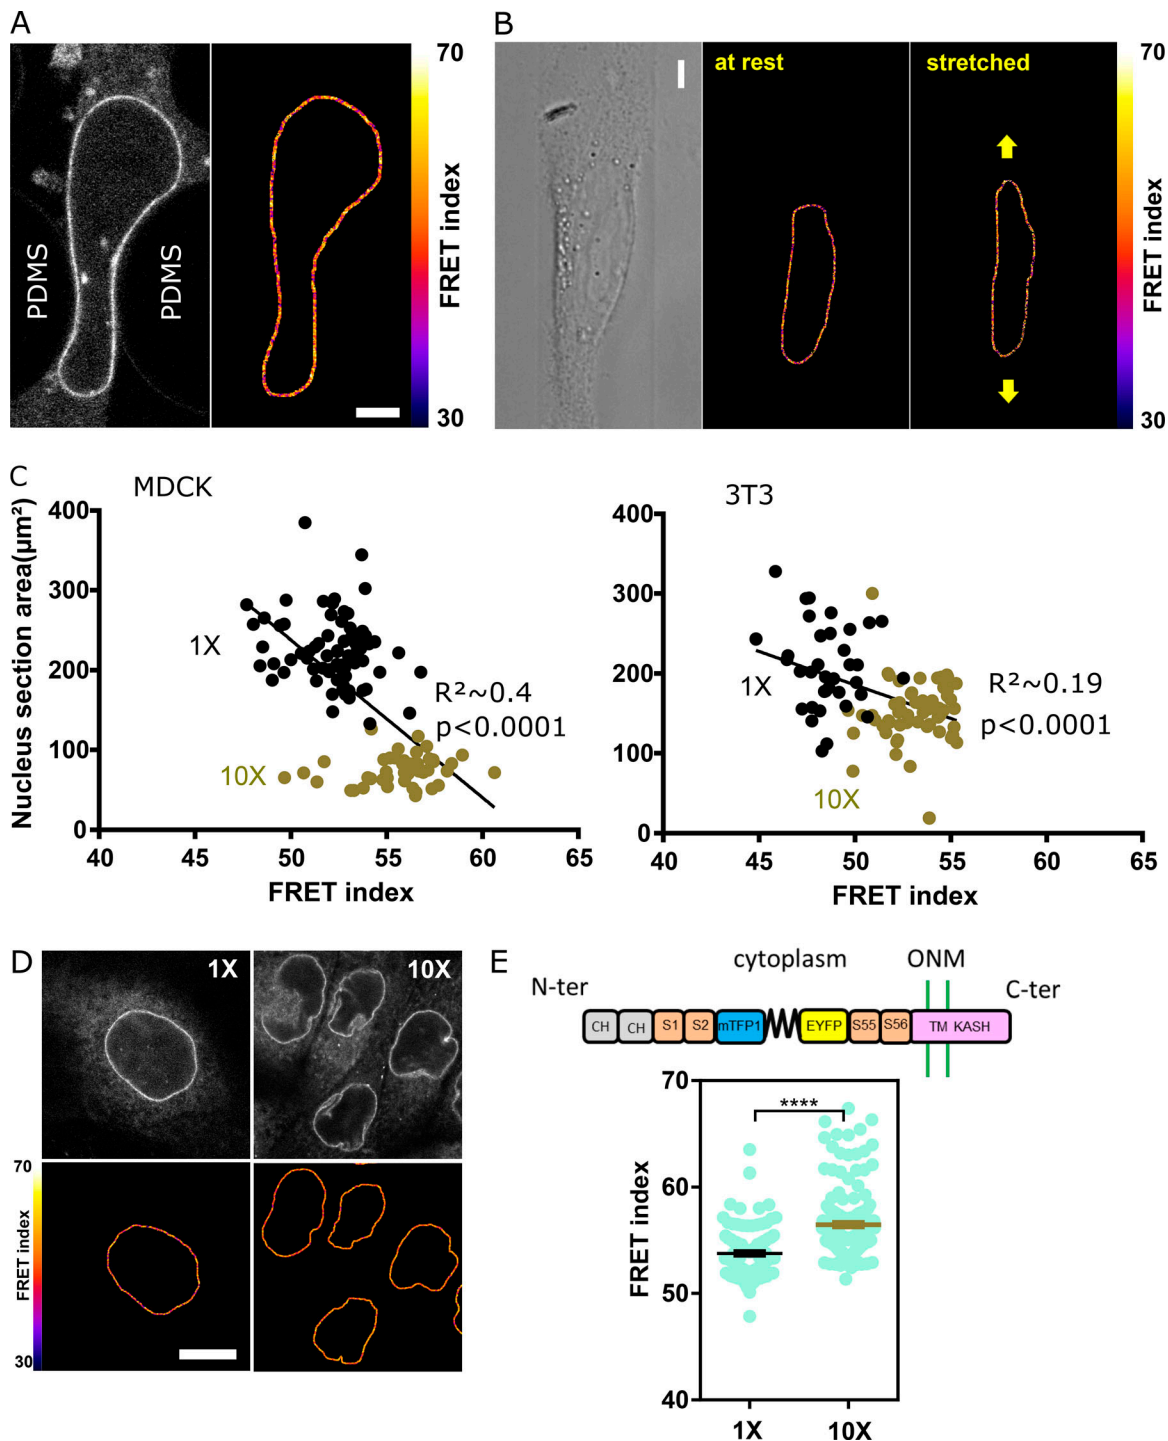 A
PDMS
PDMS
70
FRET index
30
B
at rest
stretched
70
FRET index
30
C
MDCK
Nucleus section area(µm²)
400
300
200
100
0
1X
10X
R²~0.4
p<0.0001
40 45 50 55 60 65
FRET index
3T3
400
300
200
100
0
1X
10X
R²~0.19
p<0.0001
40 45 50 55 60 65
FRET index
D
1X
10X
70
FRET index
30
E
cytoplasm ONM
N-ter C-ter
CH CH S1 S2 mTFP1 EYFP S55 S56 TM KASH
70
60
50
40
FRET index
****
1X 10X